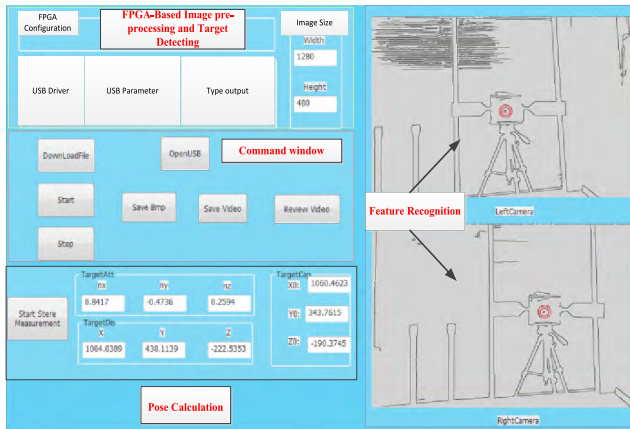 FPGA
Configuration
FPGA-Based Image pre-
processing and Target
Detecting
Image Size
Width
1280
Height
480
USB Driver
USB Parameter
Type output
DownLoadFile
OpenUSB
Command window
Start
Save Bmp
Save Video
Review Video
Stop
Feature Recognition
LeftCamera
TargetAtt
nx
ny
nz
0.8417
-0.4736
0.2594
TargetDis
X
Y
Z
1004.0389
430.1139
-222.5353
TargetCap
X0:
1060.4623
Y0:
343.7615
Z0:
-190.3745
Start Stere
Measurement
Pose Calculation
RightCamera